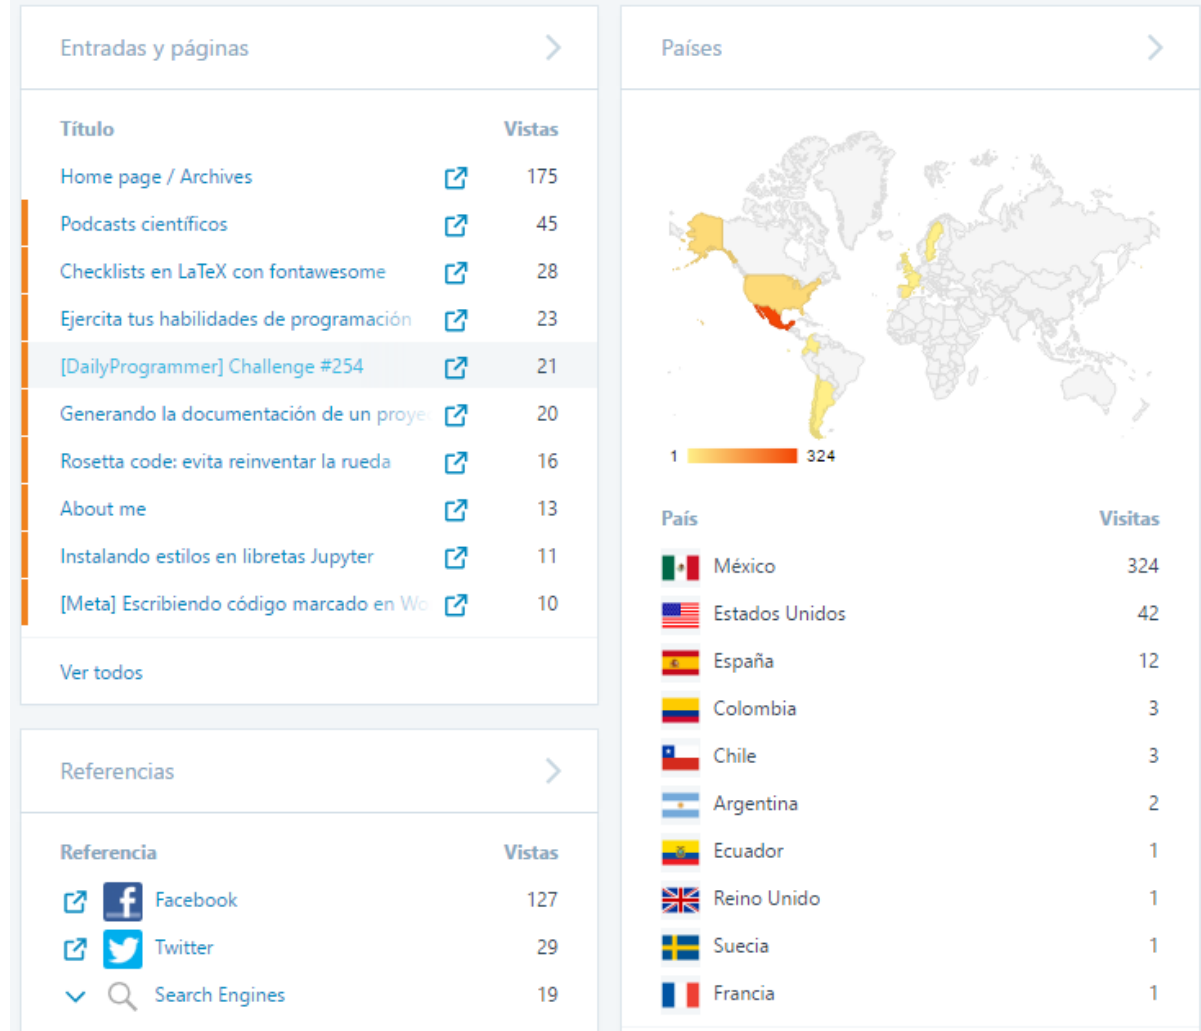 Entradas y páginas
Título Vistas
Home page / Archives 175
Podcasts científicos 45
Checklists en LaTeX con fontawesome 28
Ejercita tus habilidades de programación 23
[DailyProgrammer] Challenge #254 21
Generando la documentación de un proye 20
Rosetta code: evita reinventar la rueda 16
About me 13
Instalando estilos en libretas Jupyter 11
[Meta] Escribiendo código marcado en Wo 10
Ver todos
Referencias
Referencia Vistas
Facebook 127
Twitter 29
Search Engines 19
Países
1 324
País Visitas
México 324
Estados Unidos 42
España 12
Colombia 3
Chile 3
Argentina 2
Ecuador 1
Reino Unido 1
Suecia 1
Francia 1